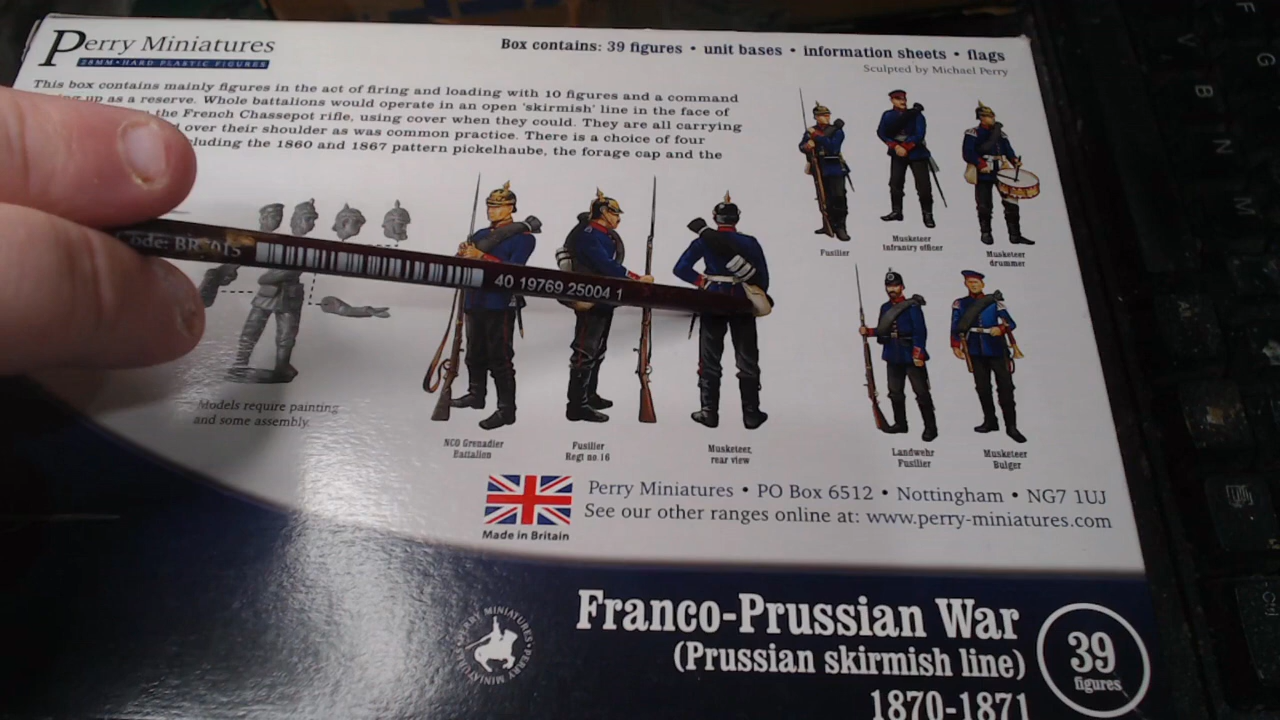 Perry Miniatures
28MM•HARD PLASTIC FIGURES
Box contains: 39 figures • unit bases • information sheets • flags
Sculpted by Michael Perry
This box contains mainly figures in the act of firing and loading with 10 figures and a command
up as a reserve. Whole battalions would operate in an open 'skirmish' line in the face of
the French Chassepot rifle, using cover when they could. They are all carrying
over their shoulder as was common practice. There is a choice of four
the 1860 and 1867 pattern pickelhaube, the forage cap and the
Fusilier
Musketeer
Infrantry officer
Musketeer
drummer
40 19769 25004 1
Models require painting
and some assembly.
NCO Grenadier
Battalien
Fusilier
Regt no 16
Musketeer,
rear view
Landwehr
Fusilier
Musketeer
Bulger
Perry Miniatures • PO Box 6512 • Nottingham • NG7 1UJ
See our other ranges online at: www.perry-miniatures.com
Made in Britain
PERRY MINIATURES • PERRY MINIATURES •
Franco-Prussian War
(Prussian skirmish line)
1870-1871
39
figures